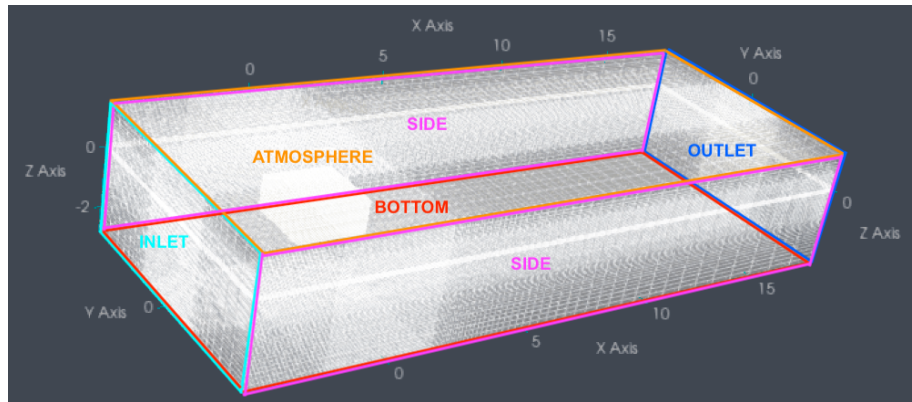 X Axis
15
10
5
0
Y Axis
0
SIDE
0
ATMOSPHERE
OUTLET
Z Axis
-2
BOTTOM
0
Z Axis
INLET
SIDE
15
Y Axis
0
10
5
X Axis
0